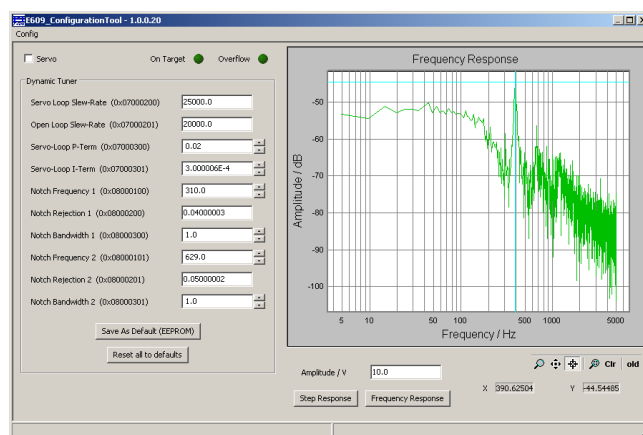 E609_ConfigurationTool - 1.0.0.20
Config
Servo On Target Overflow
Dynamic Tuner
Servo Loop Slew-Rate (0x07000200) 25000.0
Open Loop Slew-Rate (0x07000201) 20000.0
Servo-Loop P-Term (0x07000300) 0.02
Servo-Loop I-Term (0x07000301) 3.000006E-4
Notch Frequency 1 (0x08000100) 310.0
Notch Rejection 1 (0x08000200) 0.04000003
Notch Bandwidth 1 (0x08000300) 1.0
Notch Frequency 2 (0x08000101) 629.0
Notch Rejection 2 (0x08000201) 0.05000002
Notch Bandwidth 2 (0x08000301) 1.0
Save As Default (EEPROM)
Reset all to defaults
Frequency Response
Amplitude / dB
-50
-60
-70
-80
-90
-100
5 10 50 100 500 1000 5000
Frequency / Hz
Clr old
Amplitude / V 10.0
X 390.62504 Y -44.54485
Step Response Frequency Response